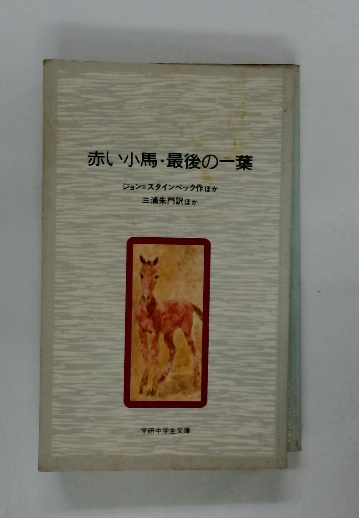 赤い小馬・最後の一葉
ジョン=スタインベック作ほか
三浦朱門訳ほか
学研中学生文庫